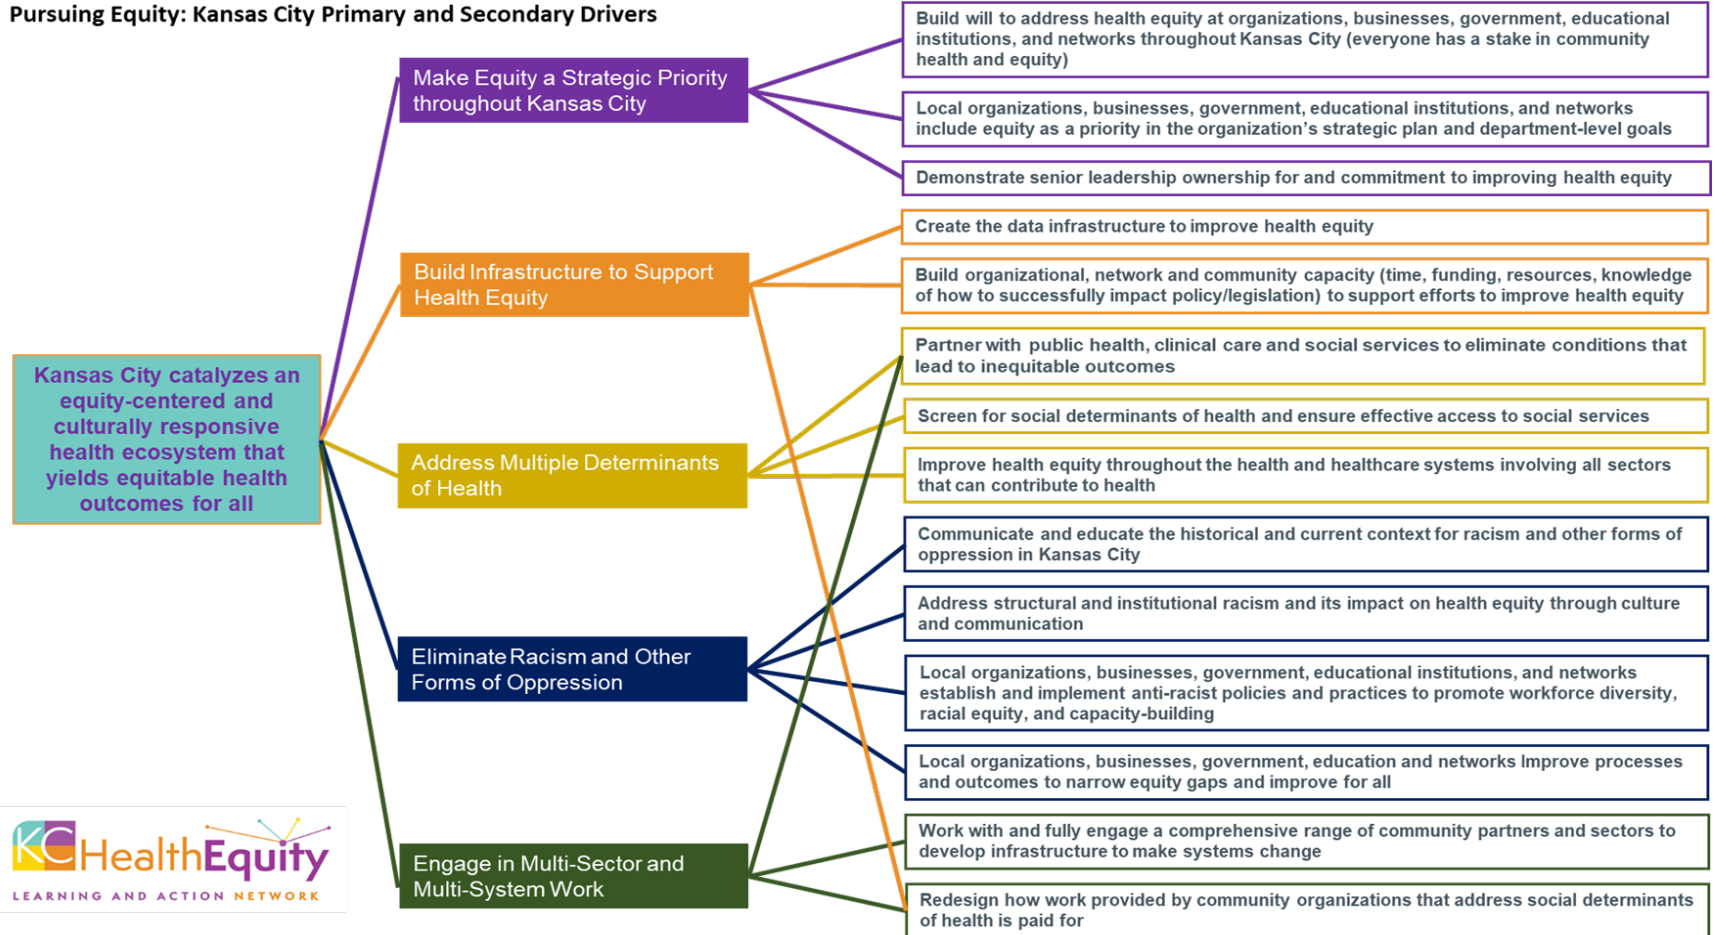 Pursuing Equity: Kansas City Primary and Secondary Drivers
Kansas City catalyzes an
equity-centered and
culturally responsive
health ecosystem that
yields equitable health
outcomes for all
Make Equity a Strategic Priority
throughout Kansas City
Build Infrastructure to Support
Health Equity
Address Multiple Determinants
of Health
Eliminate Racism and Other
Forms of Oppression
Engage in Multi-Sector and
Multi-System Work
Build will to address health equity at organizations, businesses, government, educational
institutions, and networks throughout Kansas City (everyone has a stake in community
health and equity)
Local organizations, businesses, government, educational institutions, and networks
include equity as a priority in the organization's strategic plan and department-level goals
Demonstrate senior leadership ownership for and commitment to improving health equity
Create the data infrastructure to improve health equity
Build organizational, network and community capacity (time, funding, resources, knowledge
of how to successfully impact policy/legislation) to support efforts to improve health equity
Partner with public health, clinical care and social services to eliminate conditions that
lead to inequitable outcomes
Screen for social determinants of health and ensure effective access to social services
Improve health equity throughout the health and healthcare systems involving all sectors
that can contribute to health
Communicate and educate the historical and current context for racism and other forms of
oppression in Kansas City
Address structural and institutional racism and its impact on health equity through culture
and communication
Local organizations, businesses, government, educational institutions, and networks
establish and implement anti-racist policies and practices to promote workforce diversity,
racial equity, and capacity-building
Local organizations, businesses, government, education and networks Improve processes
and outcomes to narrow equity gaps and improve for all
Work with and fully engage a comprehensive range of community partners and sectors to
develop infrastructure to make systems change
Redesign how work provided by community organizations that address social determinants
of health is paid for
KC HealthEquity
LEARNING AND ACTION NETWORK